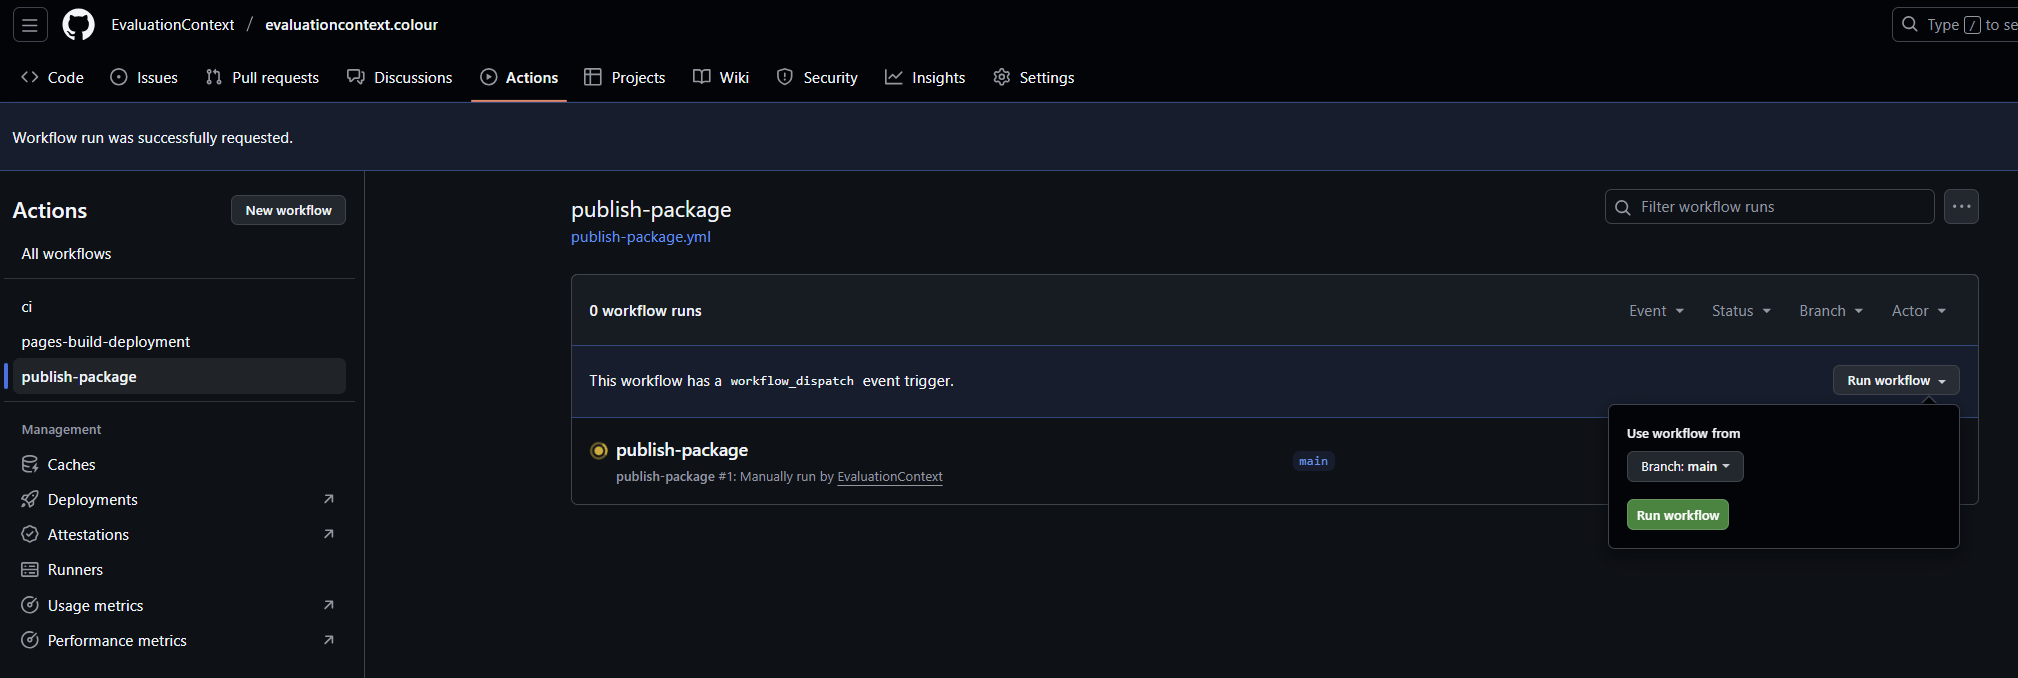 EvaluationContext / evaluationcontext.colour
Type / to se
Code Issues Pull requests Discussions Actions Projects Wiki Security Insights Settings
Workflow run was successfully requested.
Actions
New workflow
All workflows
ci
pages-build-deployment
publish-package
Management
Caches
Deployments
Attestations
Runners
Usage metrics
Performance metrics
publish-package
publish-package.yml
Filter workflow runs
0 workflow runs
Event Status Branch Actor
This workflow has a workflow_dispatch event trigger.
Run workflow
publish-package
publish-package #1: Manually run by EvaluationContext
main
Use workflow from
Branch: main
Run workflow